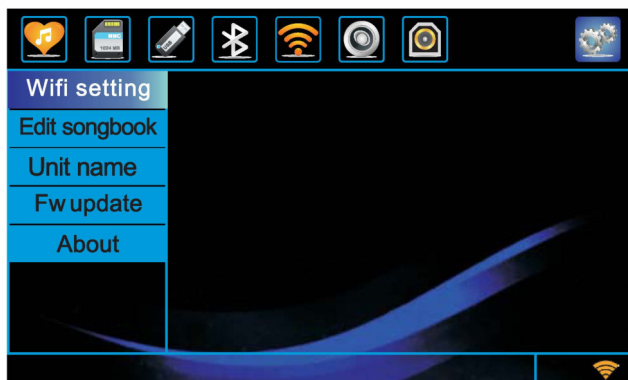 Wifi setting
Edit songbook
Unit name
Fw update
About